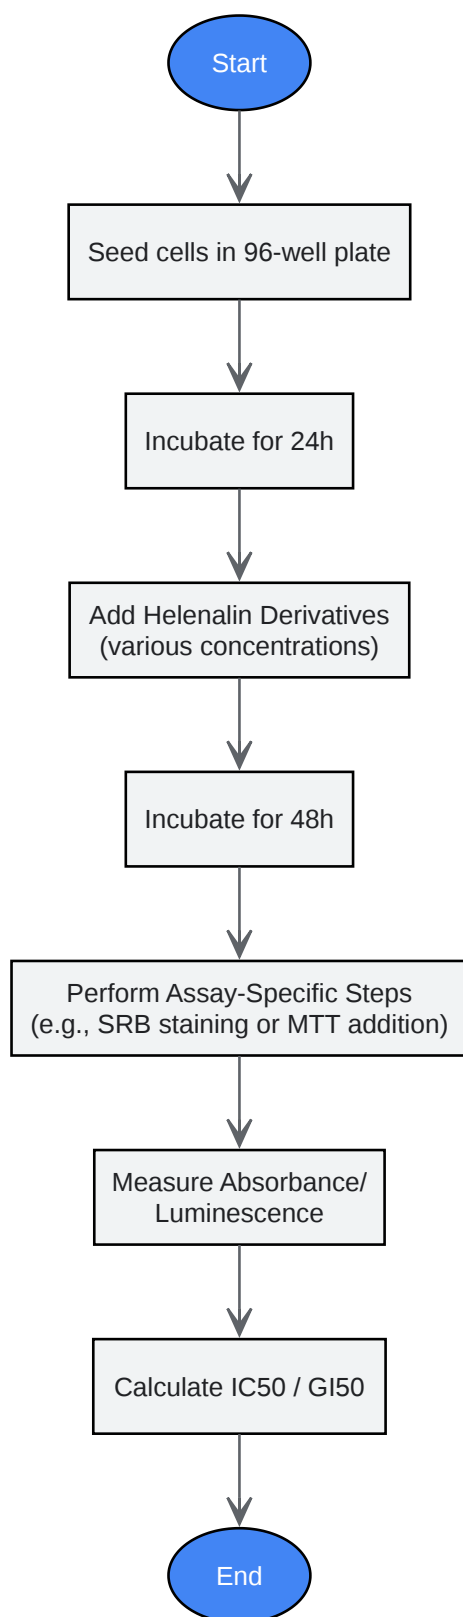 Start
Seed cells in 96-well plate
Incubate for 24h
Add Helenalin Derivatives
(various concentrations)
Incubate for 48h
Perform Assay-Specific Steps
(e.g., SRB staining or MTT addition)
Measure Absorbance/
Luminescence
Calculate IC50 / GI50
End